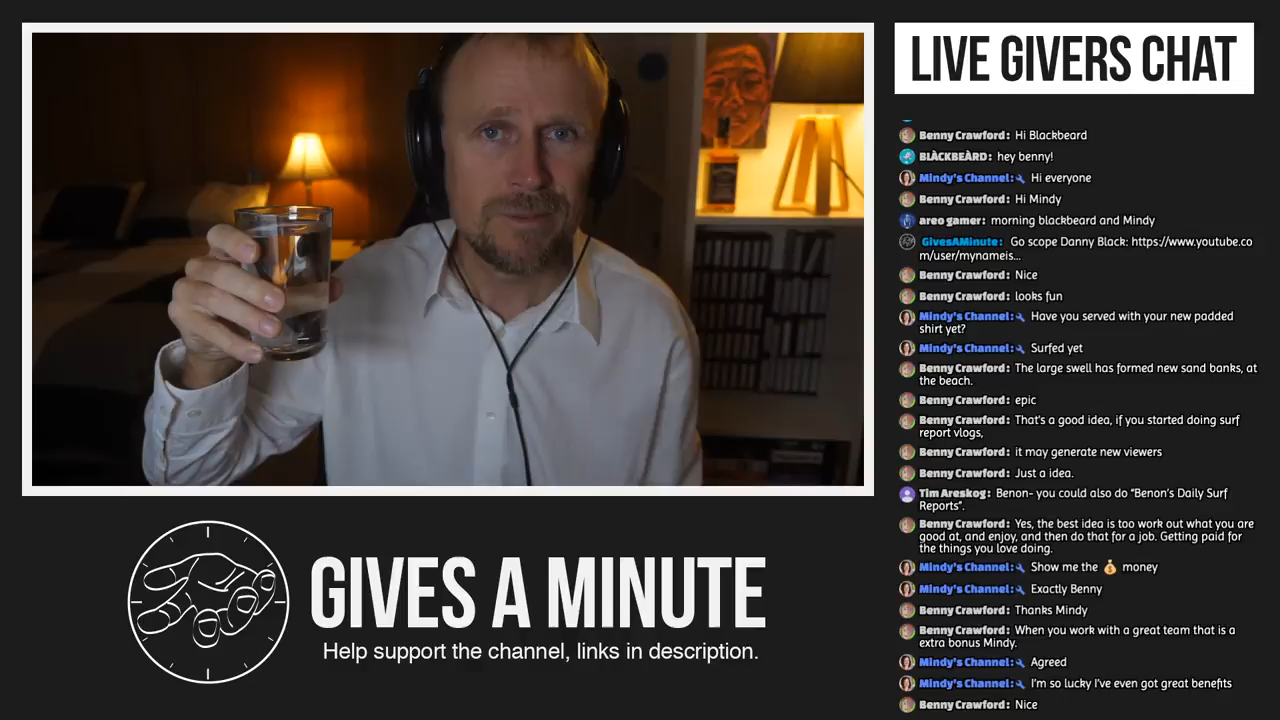 LIVE GIVERS CHAT
Benny Crawford: Hi Blackbeard
BLÀCKBEÀRD: hey benny!
Mindy's Channel: Hi everyone
Benny Crawford: Hi Mindy
areo gamer: morning blackbeard and Mindy
GivesAMinute: Go scope Danny Black: https://www.youtube.co
m/user/mynameis...
Benny Crawford: Nice
Benny Crawford: looks fun
Mindy's Channel: Have you served with your new padded
shirt yet?
Mindy's Channel: Surfed yet
Benny Crawford: The large swell has formed new sand banks, at
the beach.
Benny Crawford: epic
Benny Crawford: That's a good idea, if you started doing surf
report vlogs,
Benny Crawford: it may generate new viewers
Benny Crawford: Just a idea.
Tim Areskog: Benon- you could also do “Benon's Daily Surf
Reports”.
Benny Crawford: Yes, the best idea is too work out what you are
good at, and enjoy, and then do that for a job. Getting paid for
the things you love doing.
Mindy's Channel: Show me the 💰 money
Mindy's Channel: Exactly Benny
Benny Crawford: Thanks Mindy
Benny Crawford: When you work with a great team that is a
extra bonus Mindy.
Mindy's Channel: Agreed
Mindy's Channel: I'm so lucky I've even got great benefits
Benny Crawford: Nice
GIVES A MINUTE
Help support the channel, links in description.